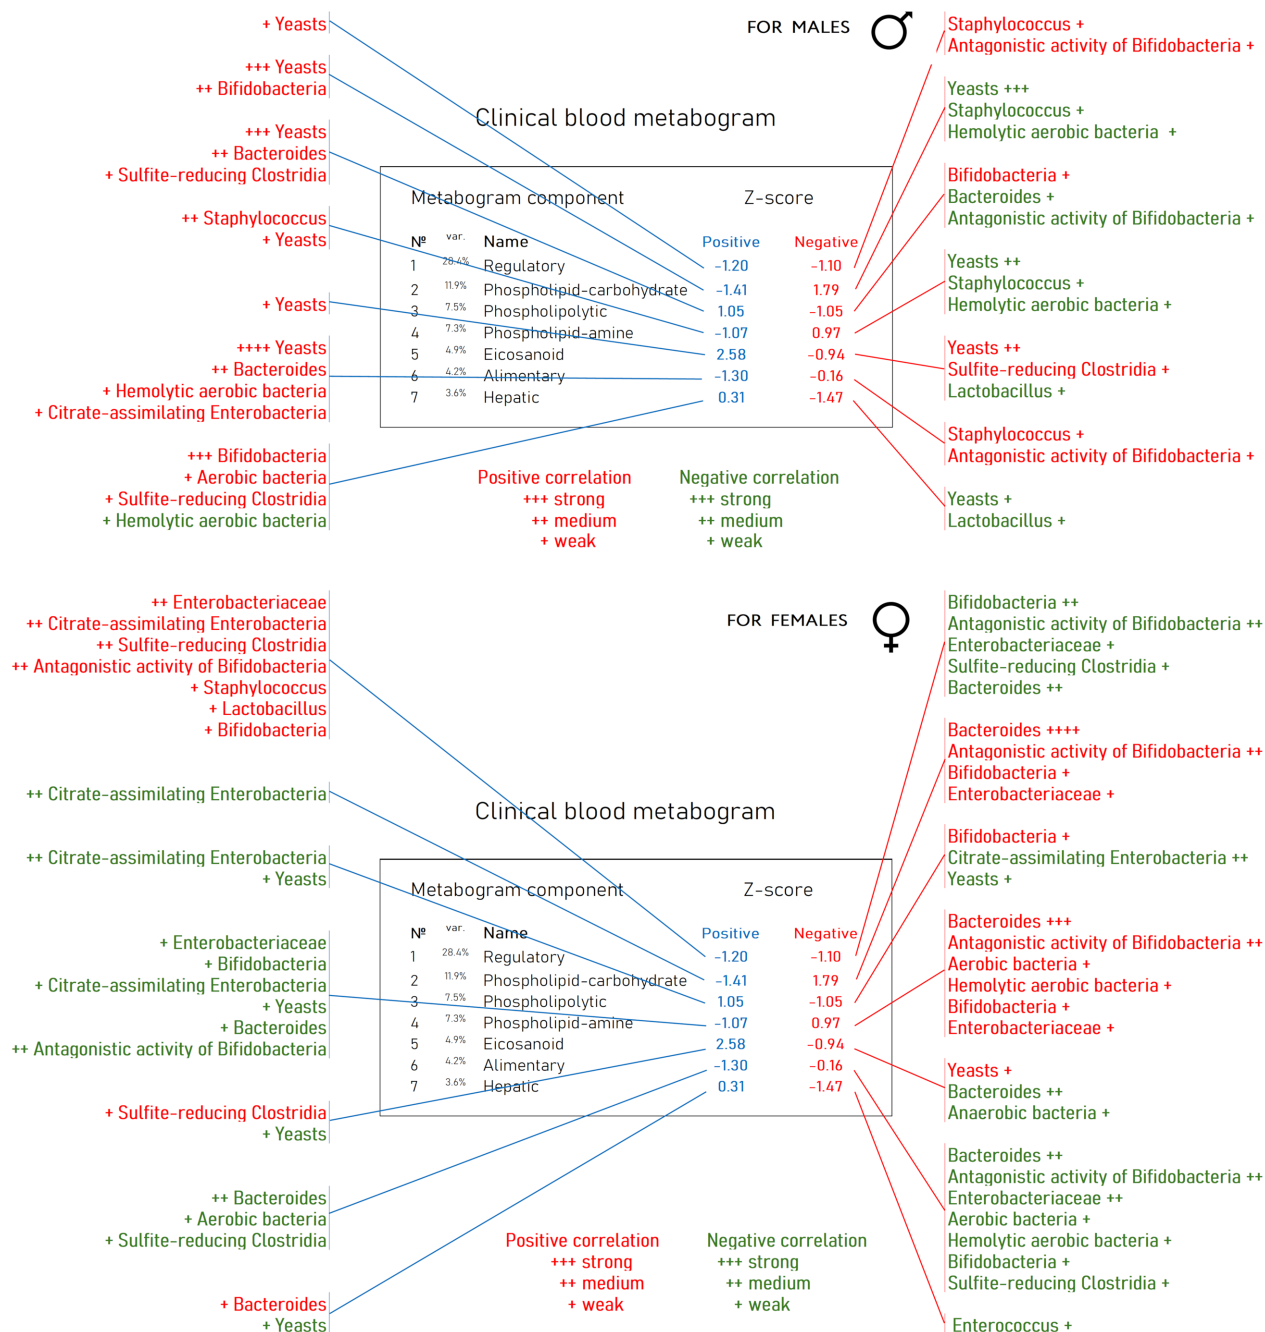 FOR MALES
+ Yeasts
+++ Yeasts
++ Bifidobacteria
+++ Yeasts
++ Bacteroides
+ Sulfite-reducing Clostridia
++ Staphylococcus
+ Yeasts
+ Yeasts
++++ Yeasts
++ Bacteroides
+ Hemolytic aerobic bacteria
+ Citrate-assimilating Enterobacteria
+++ Bifidobacteria
+ Aerobic bacteria
+ Sulfite-reducing Clostridia
+ Hemolytic aerobic bacteria
Clinical blood metabogram
Metabogram component Z-score
№ var. Name Positive Negative
1 28.4% Regulatory -1.20 -1.10
2 11.9% Phospholipid-carbohydrate -1.41 1.79
3 7.5% Phospholipolytic 1.05 -1.05
4 7.3% Phospholipid-amine -1.07 0.97
5 4.9% Eicosanoid 2.58 -0.94
6 4.2% Alimentary -1.30 -0.16
7 3.6% Hepatic 0.31 -1.47
Positive correlation Negative correlation
+++ strong +++ strong
++ medium ++ medium
+ weak + weak
Staphylococcus +
Antagonistic activity of Bifidobacteria +
Yeasts +++
Staphylococcus +
Hemolytic aerobic bacteria +
Bifidobacteria +
Bacteroides +
Antagonistic activity of Bifidobacteria +
Yeasts ++
Staphylococcus +
Hemolytic aerobic bacteria +
Yeasts ++
Sulfite-reducing Clostridia +
Lactobacillus +
Staphylococcus +
Antagonistic activity of Bifidobacteria +
Yeasts +
Lactobacillus +
FOR FEMALES
++ Enterobacteriaceae
++ Citrate-assimilating Enterobacteria
++ Sulfite-reducing Clostridia
++ Antagonistic activity of Bifidobacteria
+ Staphylococcus
+ Lactobacillus
+ Bifidobacteria
++ Citrate-assimilating Enterobacteria
++ Citrate-assimilating Enterobacteria
+ Yeasts
+ Enterobacteriaceae
+ Bifidobacteria
+ Citrate-assimilating Enterobacteria
+ Yeasts
+ Bacteroides
++ Antagonistic activity of Bifidobacteria
+ Sulfite-reducing Clostridia
+ Yeasts
++ Bacteroides
+ Aerobic bacteria
+ Sulfite-reducing Clostridia
+ Bacteroides
+ Yeasts
Clinical blood metabogram
Metabogram component Z-score
№ var. Name Positive Negative
1 28.4% Regulatory -1.20 -1.10
2 11.9% Phospholipid-carbohydrate -1.41 1.79
3 7.5% Phospholipolytic 1.05 -1.05
4 7.3% Phospholipid-amine -1.07 0.97
5 4.9% Eicosanoid 2.58 -0.94
6 4.2% Alimentary -1.30 -0.16
7 3.6% Hepatic 0.31 -1.47
Positive correlation Negative correlation
+++ strong +++ strong
++ medium ++ medium
+ weak + weak
Bifidobacteria ++
Antagonistic activity of Bifidobacteria ++
Enterobacteriaceae +
Sulfite-reducing Clostridia +
Bacteroides ++
Bacteroides ++++
Antagonistic activity of Bifidobacteria ++
Bifidobacteria +
Enterobacteriaceae +
Bifidobacteria +
Citrate-assimilating Enterobacteria ++
Yeasts +
Bacteroides +++
Antagonistic activity of Bifidobacteria ++
Aerobic bacteria +
Hemolytic aerobic bacteria +
Bifidobacteria +
Enterobacteriaceae +
Yeasts +
Bacteroides ++
Anaerobic bacteria +
Bacteroides ++
Antagonistic activity of Bifidobacteria ++
Enterobacteriaceae ++
Aerobic bacteria +
Hemolytic aerobic bacteria +
Bifidobacteria +
Sulfite-reducing Clostridia +
Enterococcus +